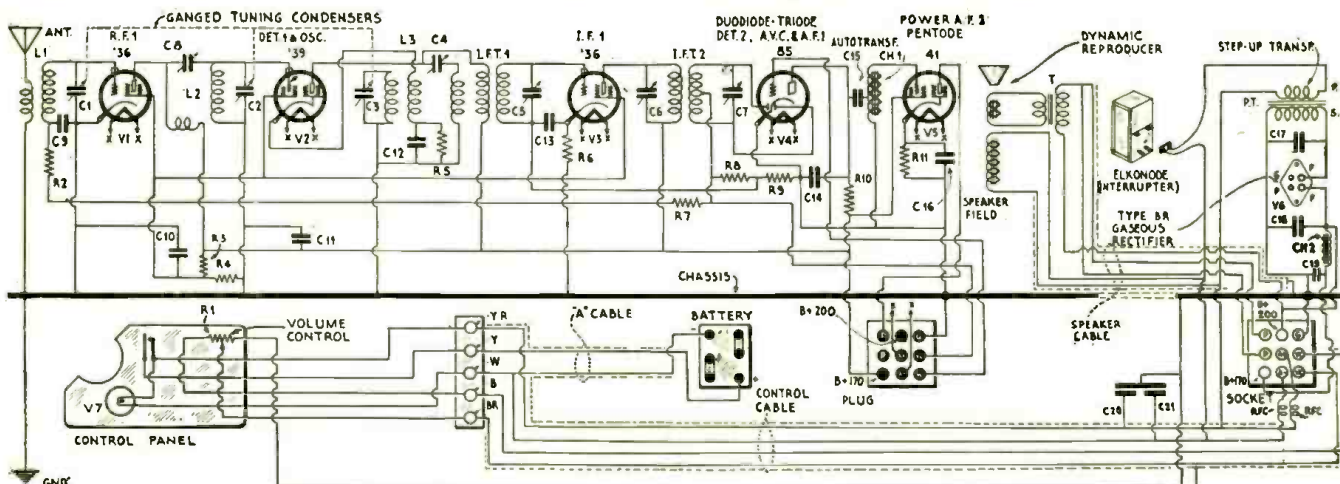 GANGED TUNING CONDENSERS
ANT.
L1
R.F.1
'36
C8
DET.1 & OSC.
'39
L3
C4
I.F.T.1
I.F.1
'36
I.F.T.2
DUODIODE-TRIODE
DET.2, A.V.C. & A.F.1
85
AUTOTRANSF.
C15
CH1
POWER A.F.2
PENTODE
41
DYNAMIC
REPRODUCER
T
STEP-UP TRANSF.
P.T.
P.
S.
C1
L2
C2
C3
C5
C6
C7
C9
X V1 X
X V2 X
C12
R5
C13
X V3 X
R6
X V4 X
X V5 X
R11
C17
ELKONODE
(INTERRUPTER)
R2
R8
R9
C14
R10
C16
SPEAKER
FIELD
V6
R7
TYPE BR
GASEOUS
RECTIFIER
C18
CH2
C19
C10
R3
R4
C11
CHASSIS
R1
VOLUME
CONTROL
YR
Y
W
B
BR
"A" CABLE
BATTERY
B+200
B+170
PLUG
SPEAKER
CABLE
B+
200
B+170
SOCKET
RFC
RFC
V7
CONTROL PANEL
CONTROL
CABLE
C20
C21
GND.